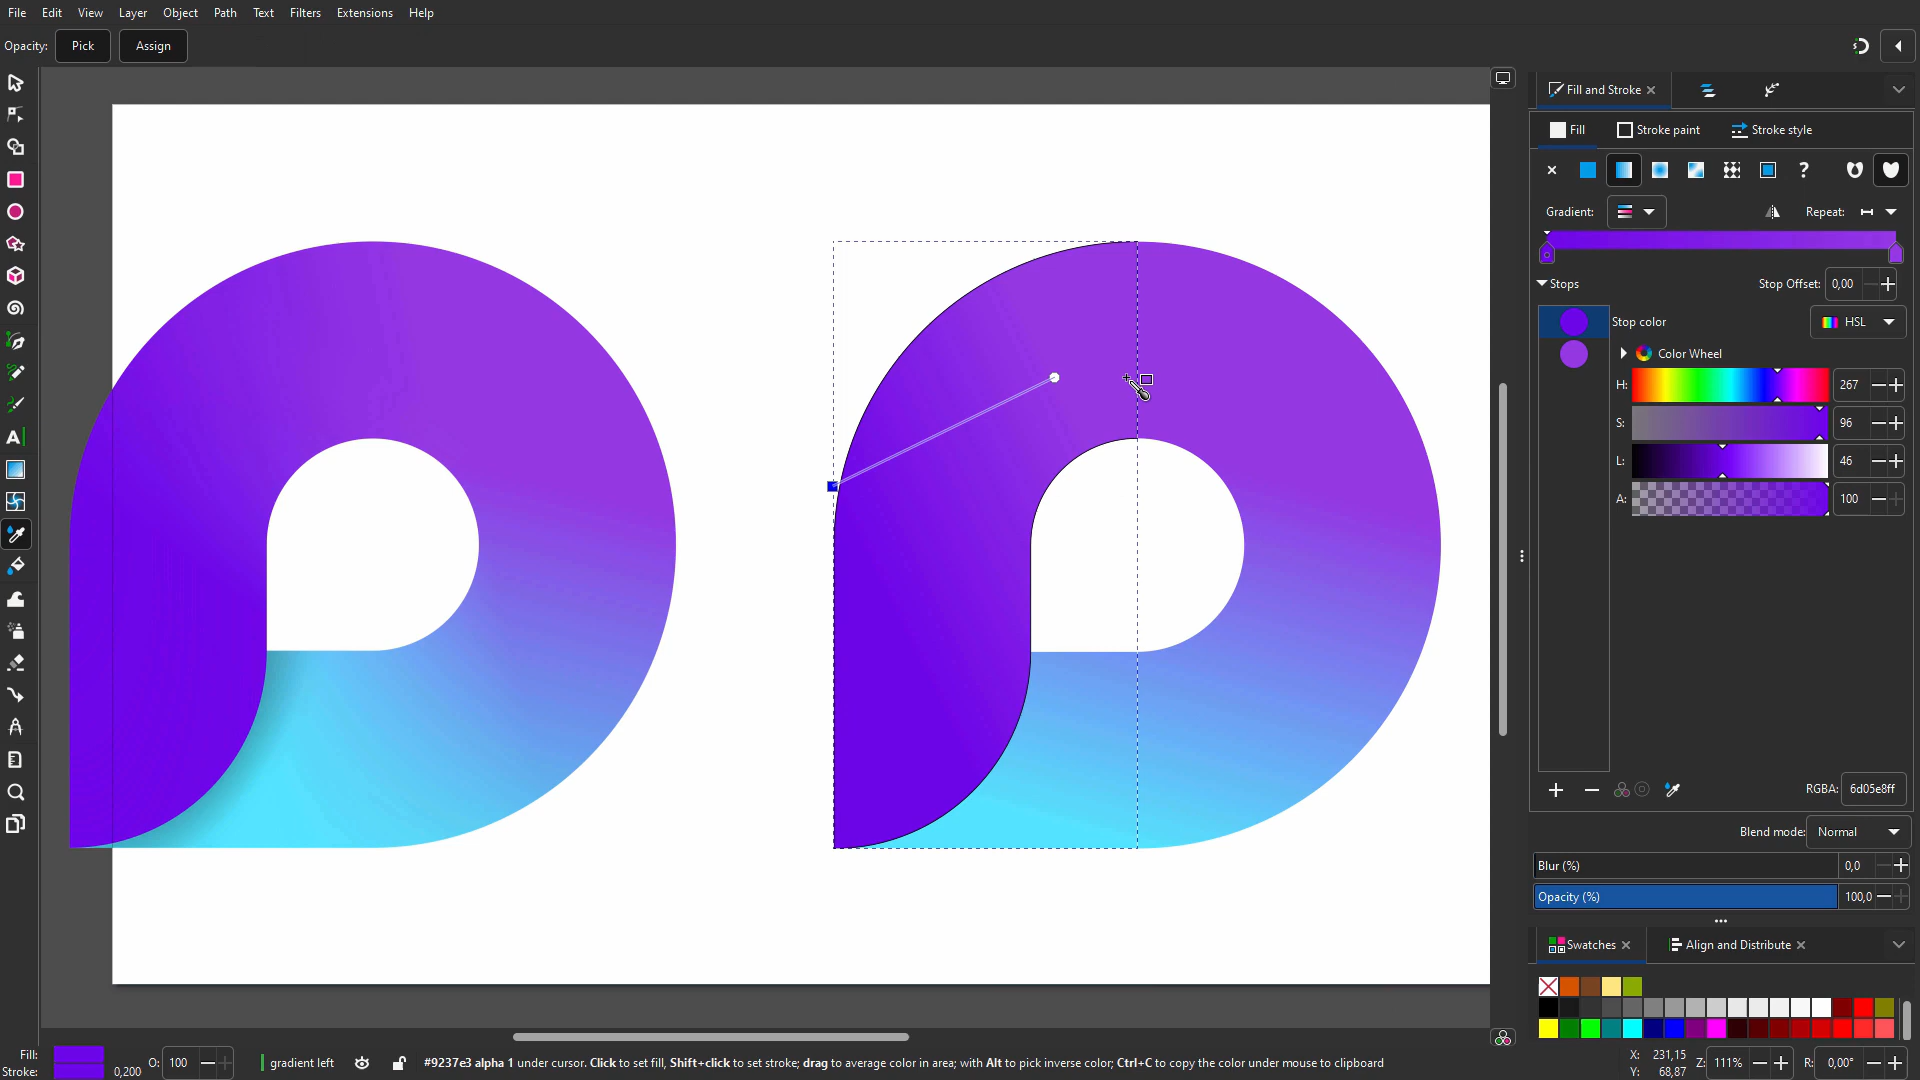 File Edit View Layer Object Path Text Filters Extensions Help
Opacity: Pick Assign
Fill and Stroke
Fill Stroke paint Stroke style
?
Gradient: Repeat:
Stops Stop Offset: 0,00
Stop color HSL
Color Wheel
H: 267
S: 96
L: 46
A: 100
RGBA: 6d05e8ff
Blend mode: Normal
Blur (%) 0,0
Opacity (%) 100,0
Swatches Align and Distribute
Fill:
Stroke: 0,200 O: 100 gradient left #9237e3 alpha 1 under cursor. Click to set fill, Shift+click to set stroke; drag to average color in area; with Alt to pick inverse color; Ctrl+C to copy the color under mouse to clipboard
X: 231,15
Y: 68,87
Z: 111% R: 0,00°